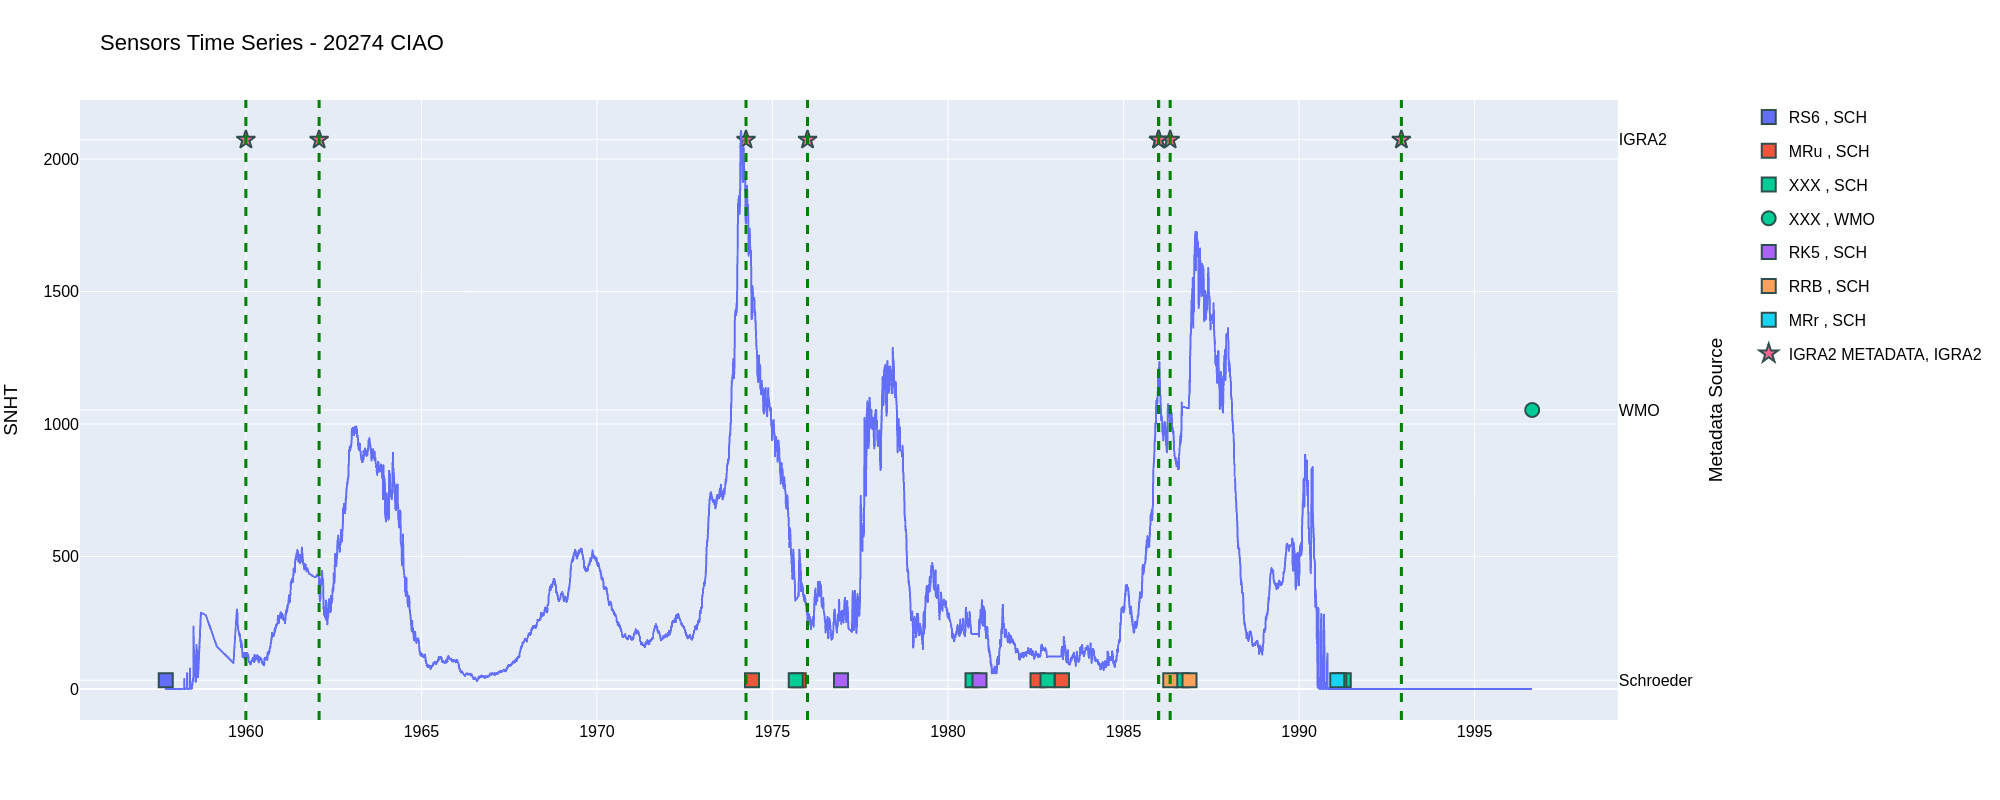 Sensors Time Series - 20274 CIAO
SNHT
2000
1500
1000
500
0
1960
1965
1970
1975
1980
1985
1990
1995
IGRA2
WMO
Schroeder
Metadata Source
RS6 , SCH
MRu , SCH
XXX , SCH
XXX , WMO
RK5 , SCH
RRB , SCH
MRr , SCH
IGRA2 METADATA, IGRA2